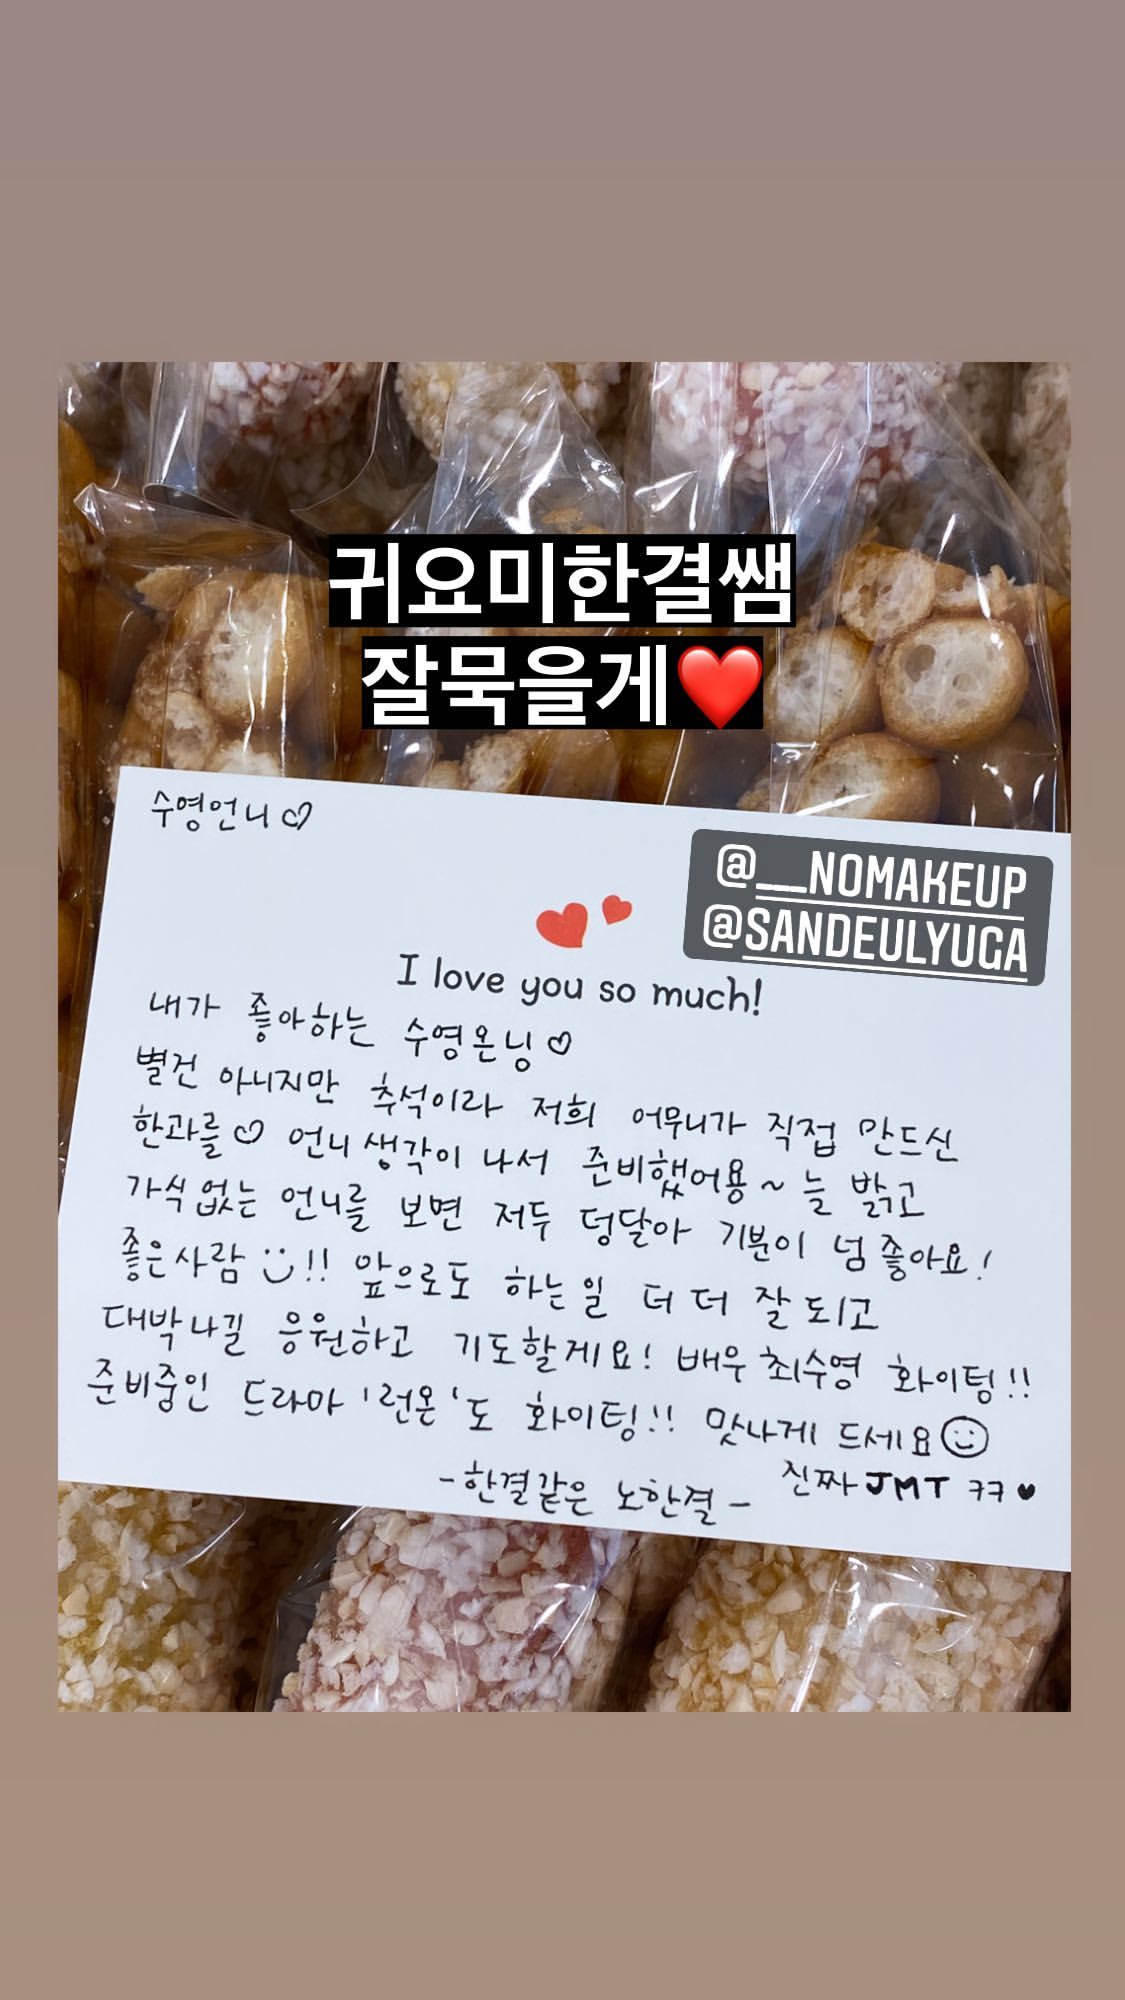 귀요미한결쌤
잘묵을게❤️
수영언니♡
@___NOMAKEUP
@SANDEULYUGA
I love you so much!
내가 좋아하는 수영온닝♡
별건 아니지만 추석이라 저희 어무니가 직접 만드신
한과를♡ 언니 생각이 나서 준비했어용~ 늘 밝고
가식없는 언니를 보면 저두 덩달아 기분이 넘 좋아요!
좋은사람 :)!! 앞으로도 하는일 더 더 잘 되고
대박나길 응원하고 기도할게요! 배우 최수영 화이팅!!
준비중인 드라마 '런온'도 화이팅!! 맛나게 드세요☺
-한결같은 노한결- 진짜 JMT ㅋㅋ♥